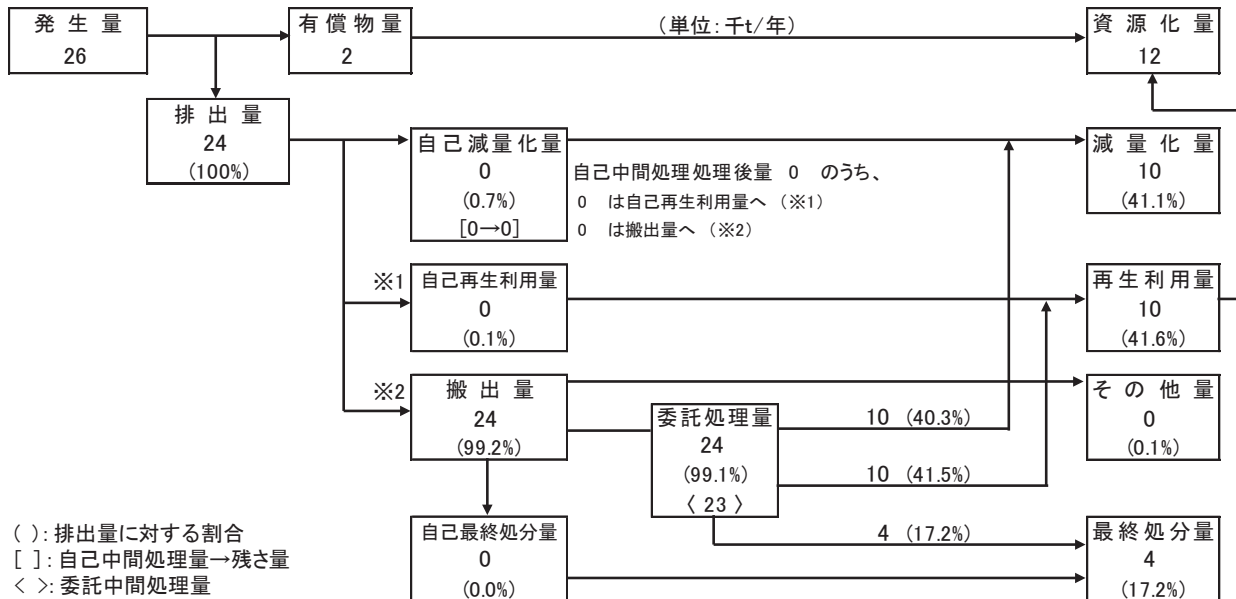 発生量
26
有償物量
2
(単位:千t/年)
資源化量
12
排出量
24
(100%)
自己減量化量
0
(0.7%)
[0→0]
自己中間処理処理後量 0 のうち、
0 は自己再生利用量へ (※1)
0 は搬出量へ (※2)
減量化量
10
(41.1%)
※1
自己再生利用量
0
(0.1%)
再生利用量
10
(41.6%)
※2
搬出量
24
(99.2%)
委託処理量
24
(99.1%)
〈 23 〉
10 (40.3%)
10 (41.5%)
その他量
0
(0.1%)
自己最終処分量
0
(0.0%)
4 (17.2%)
最終処分量
4
(17.2%)
( ):排出量に対する割合
[ ]:自己中間処理量→残さ量
< >:委託中間処理量